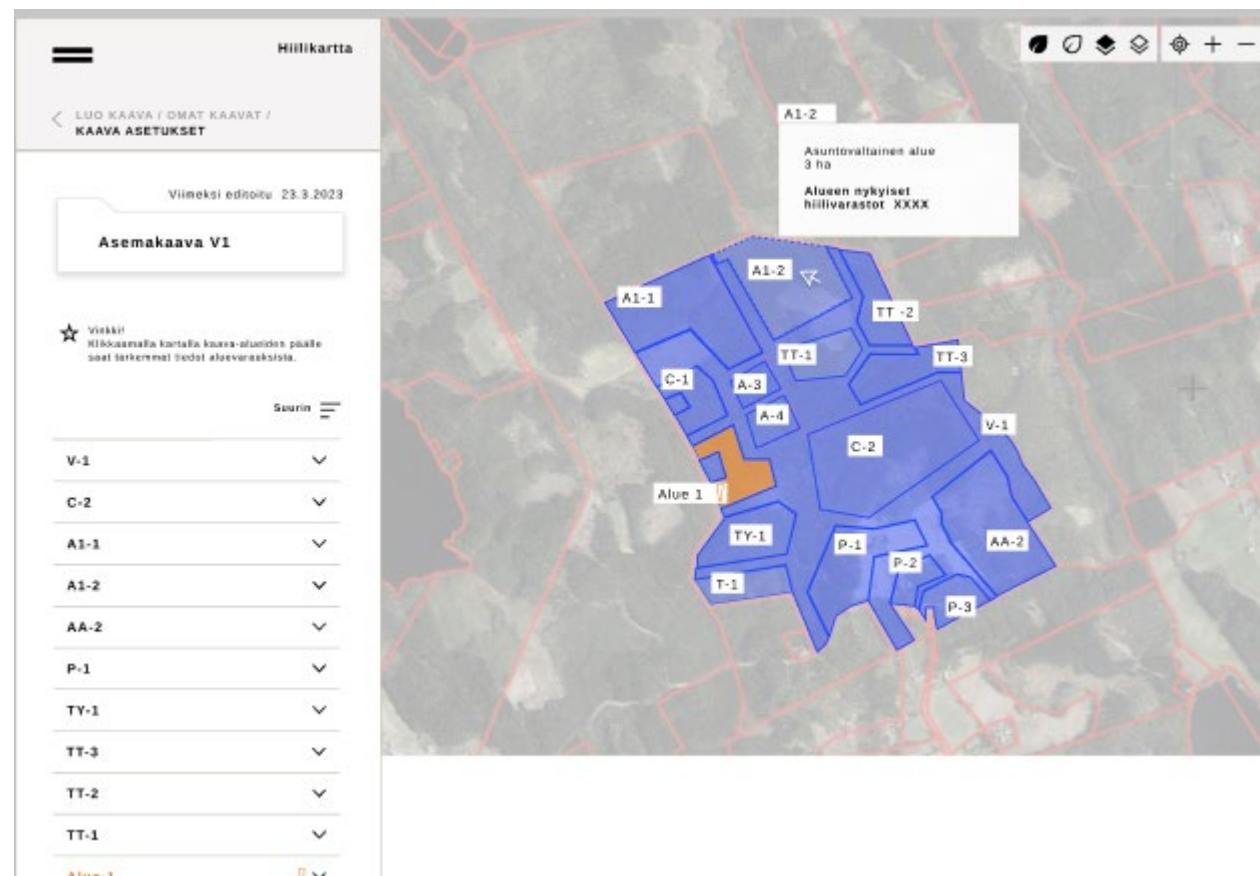 Hiilikartta
LUO KAAVA / OMAT KAAVAT /
KAAVA ASETUKSET
Viimeksi editoitu 23.3.2023
Asemakaava V1
Vinkki!
Klikkaamalla kartalla kaava-alueiden päälle
saat tarkemmat tiedot aluevarauksista.
Suurin
V-1
C-2
A1-1
A1-2
AA-2
P-1
TY-1
TT-3
TT-2
TT-1
Alue-1
A1-2
Asuntovaltainen alue
3 ha
Alueen nykyiset
hiilivarastot XXXX
A1-2
A1-1
TT -2
TT-1
TT-3
C-1
A-3
A-4
V-1
C-2
Alue 1
TY-1
P-1
AA-2
P-2
T-1
P-3